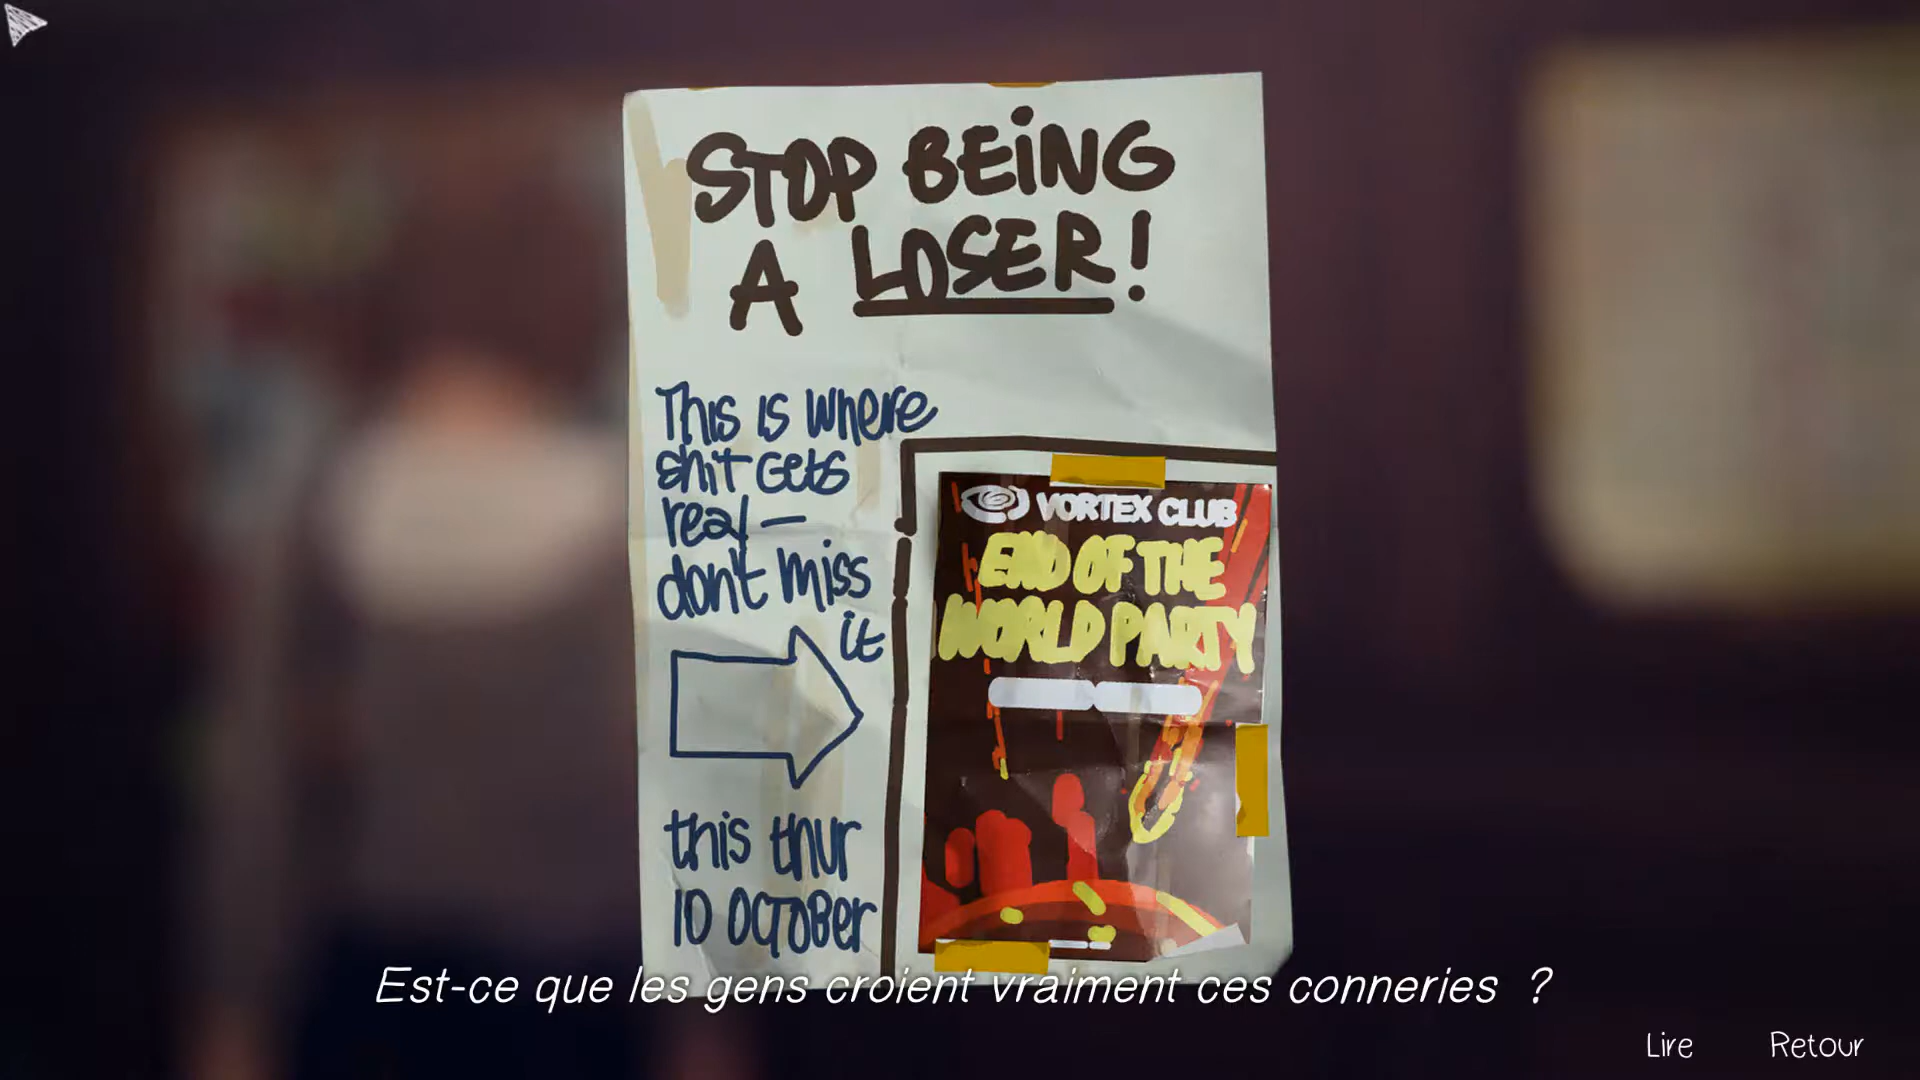 STOP BEING
A LOSER!
This is where
shit gets
real —
don't miss
it
this thur
10 OCTOBER
VORTEX CLUB
END OF THE
WORLD PARTY
Est-ce que les gens croient vraiment ces conneries ?
Lire Retour